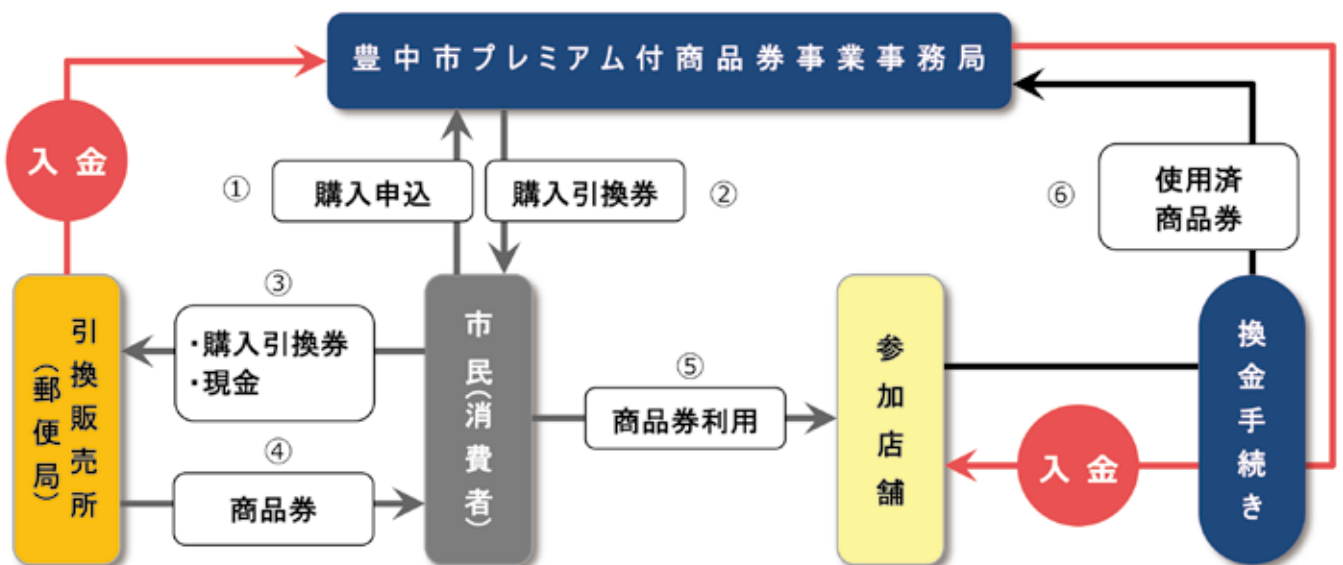 豊中市プレミアム付商品券事業事務局
入金
①
購入申込
購入引換券
②
使用済
商品券
⑥
③
・購入引換券
・現金
④
商品券
引換販売所
(郵便局)
市民(消費者)
⑤
商品券利用
参加店舗
入金
換金手続き